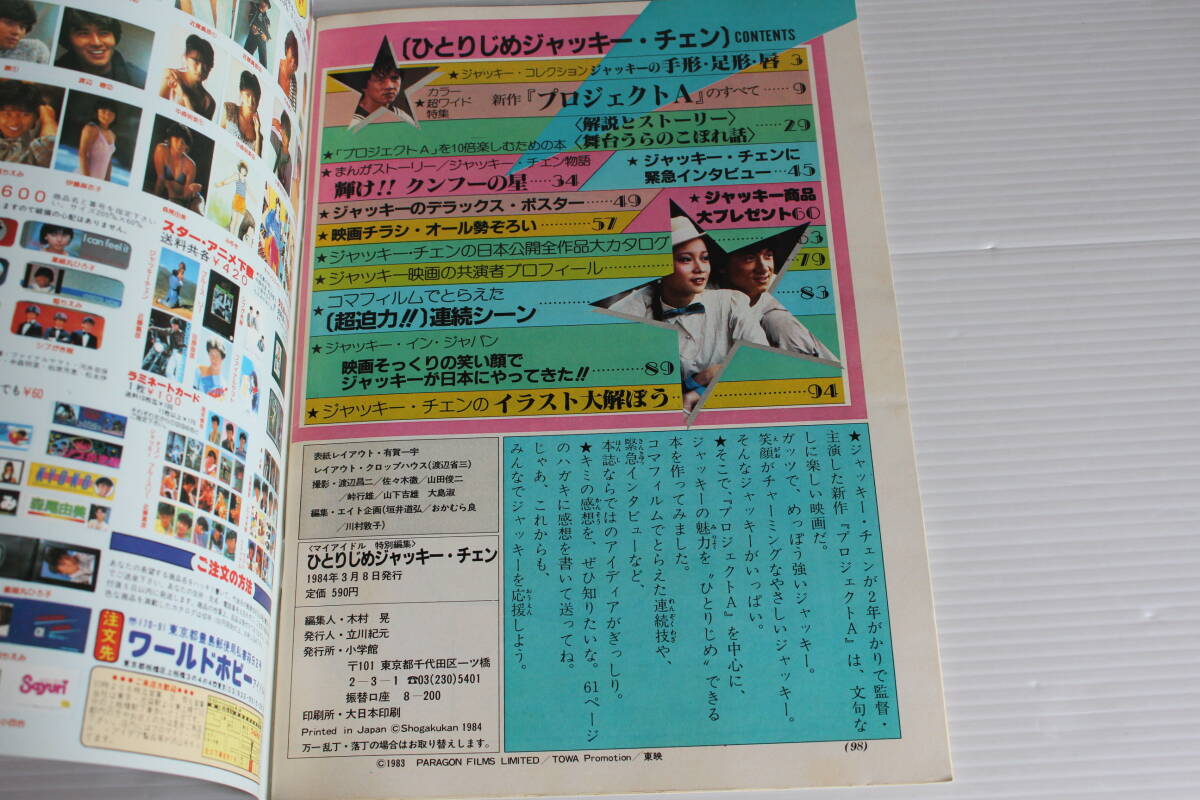 (ひとりじめジャッキー・チェン) CONTENTS
★ジャッキー・コレクション ジャッキーの手形・足形・唇 3
★カラー超ワイド特集 新作『プロジェクトA』のすべて……9
★「プロジェクトA」を10倍楽しむための本 〈解説とストーリー〉〈舞台うらのこぼれ話〉……29
★まんがストーリー/ジャッキー・チェン物語
輝け!! クンフーの星……34
★ジャッキー・チェンに
緊急インタビュー……45
★ジャッキーのデラックス・ポスター……49
★映画チラシ・オール勢ぞろい……57
★ジャッキー商品
大プレゼント60
★ジャッキー・チェンの日本公開全作品大カタログ 63
★ジャッキー映画の共演者プロフィール……79
★コマフィルムでとらえた
(超迫力!!)連続シーン……83
★ジャッキー・イン・ジャパン
映画そっくりの笑い顔で
ジャッキーが日本にやってきた!!……89
★ジャッキー・チェンの イラスト大解ぼう……94
表紙レイアウト・有賀一宇
レイアウト・クロップハウス(渡辺省三)
撮影・渡辺昌二/佐々木徹/山田俊二
/峠行雄/山下吉雄 大島淑
編集・エイト企画(垣井道弘/おかむら良
/川村敦子)
〈マイアイドル 特別編集〉
ひとりじめジャッキー・チェン
1984年3月8日発行
定価 590円
編集人・木村 晃
発行人・立川紀元
発行所・小学館
〒101 東京都千代田区一ツ橋
2-3-1 ☎03(230)5401
振替口座 8-200
印刷所・大日本印刷
Printed in Japan ©Shogakukan 1984
万一乱丁・落丁の場合はお取り替えします。
★ジャッキー・チェンが2年がかりで監督・
主演した新作『プロジェクトA』は、文句な
しに楽しい映画だ。
ガッツで、めっぽう強いジャッキー。
笑顔がチャーミングなやさしいジャッキー。
そんなジャッキーがいっぱい。
★そこで『プロジェクトA』を中心に、
ジャッキーの魅力を〝ひとりじめ〟できる
本を作ってみました。
コマフィルムでとらえた連続技や、
緊急インタビューなど、
本誌ならではのアイディアがぎっしり。
★キミの感想を、ぜひ知りたいな。61ページ
のハガキに感想を書いて送ってね。
じゃあ、これからも、
みんなでジャッキーを応援しよう。
(98)
©1983 PARAGON FILMS LIMITED/TOWA Promotion/東映
I can feel it
薬師丸ひろ子
伊藤麻衣子
森尾由美
スター・アニメ下敷
送料共各¥420
ラミネートカード
1枚¥100
でも¥60
森尾由美
ご注文の方法
注文先
ワールドホビー
Sayuri